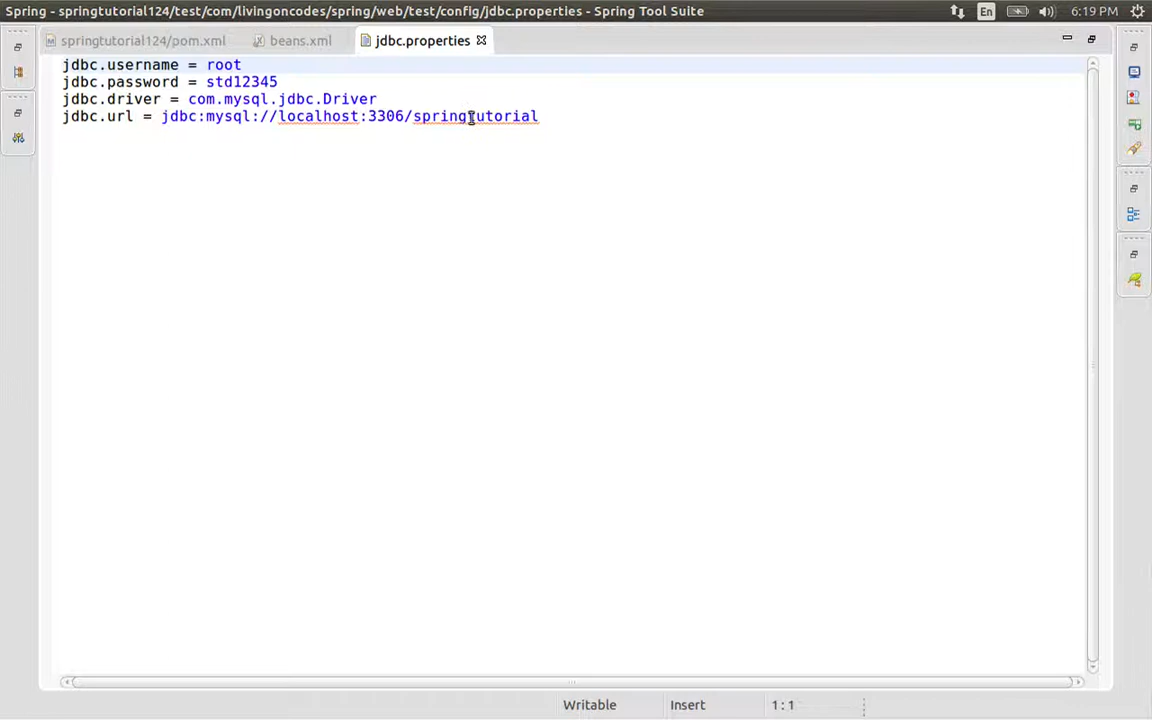 Spring - springtutorial124/test/com/livingoncodes/spring/web/test/config/jdbc.properties - Spring Tool Suite
En
6:19 PM
springtutorial124/pom.xml
beans.xml
jdbc.properties
jdbc.username = root
jdbc.password = std12345
jdbc.driver = com.mysql.jdbc.Driver
jdbc.url = jdbc:mysql://localhost:3306/springtutorial
Writable
Insert
1 : 1